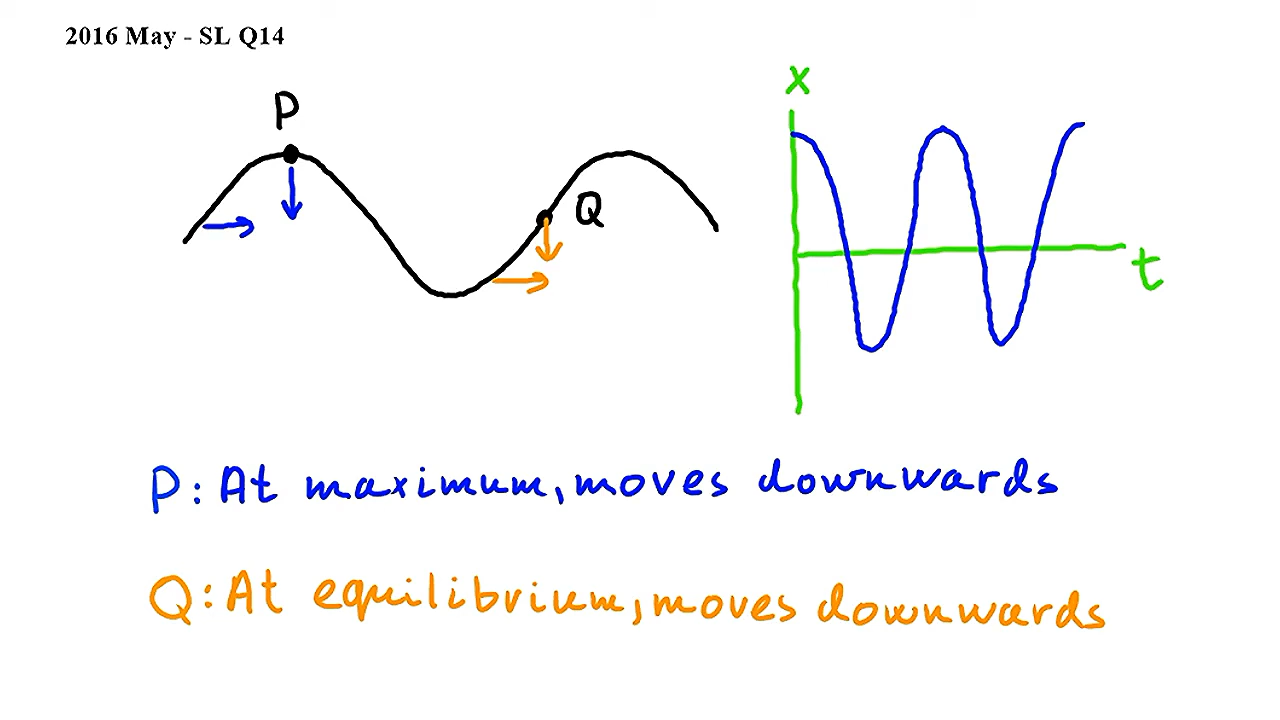 2016 May - SL Q14
P
Q
x
t
P: At maximum, moves downwards
Q: At equilibrium, moves downwards